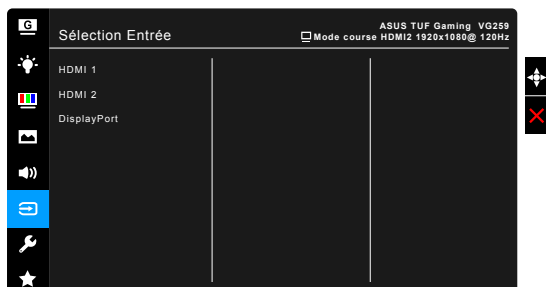 G
Sélection Entrée
ASUS TUF Gaming VG259
Mode course HDMI2 1920x1080@ 120Hz
HDMI 1
HDMI 2
DisplayPort